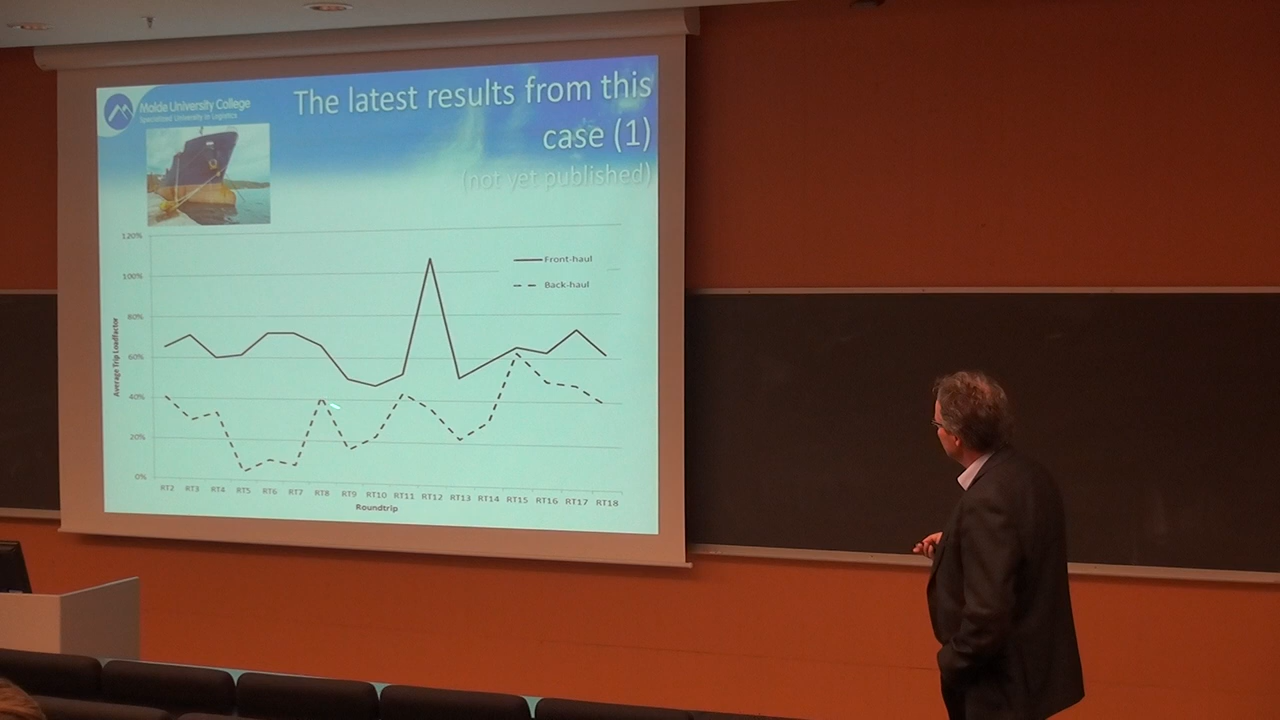 Molde University College
Specialized University in Logistics
The latest results from this
case (1)
(not yet published)
120%
100%
80%
60%
40%
20%
0%
Average Trip Loadfactor
Front-haul
Back-haul
RT2 RT3 RT4 RT5 RT6 RT7 RT8 RT9 RT10 RT11 RT12 RT13 RT14 RT15 RT16 RT17 RT18
Roundtrip